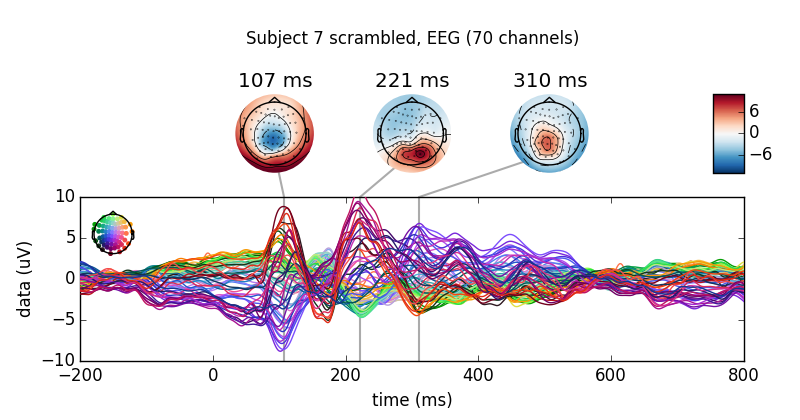 Subject 7 scrambled, EEG (70 channels)
107 ms 221 ms 310 ms
6
0
−6
10
5
0
−5
−10
data (uV)
−200 0 200 400 600 800
time (ms)